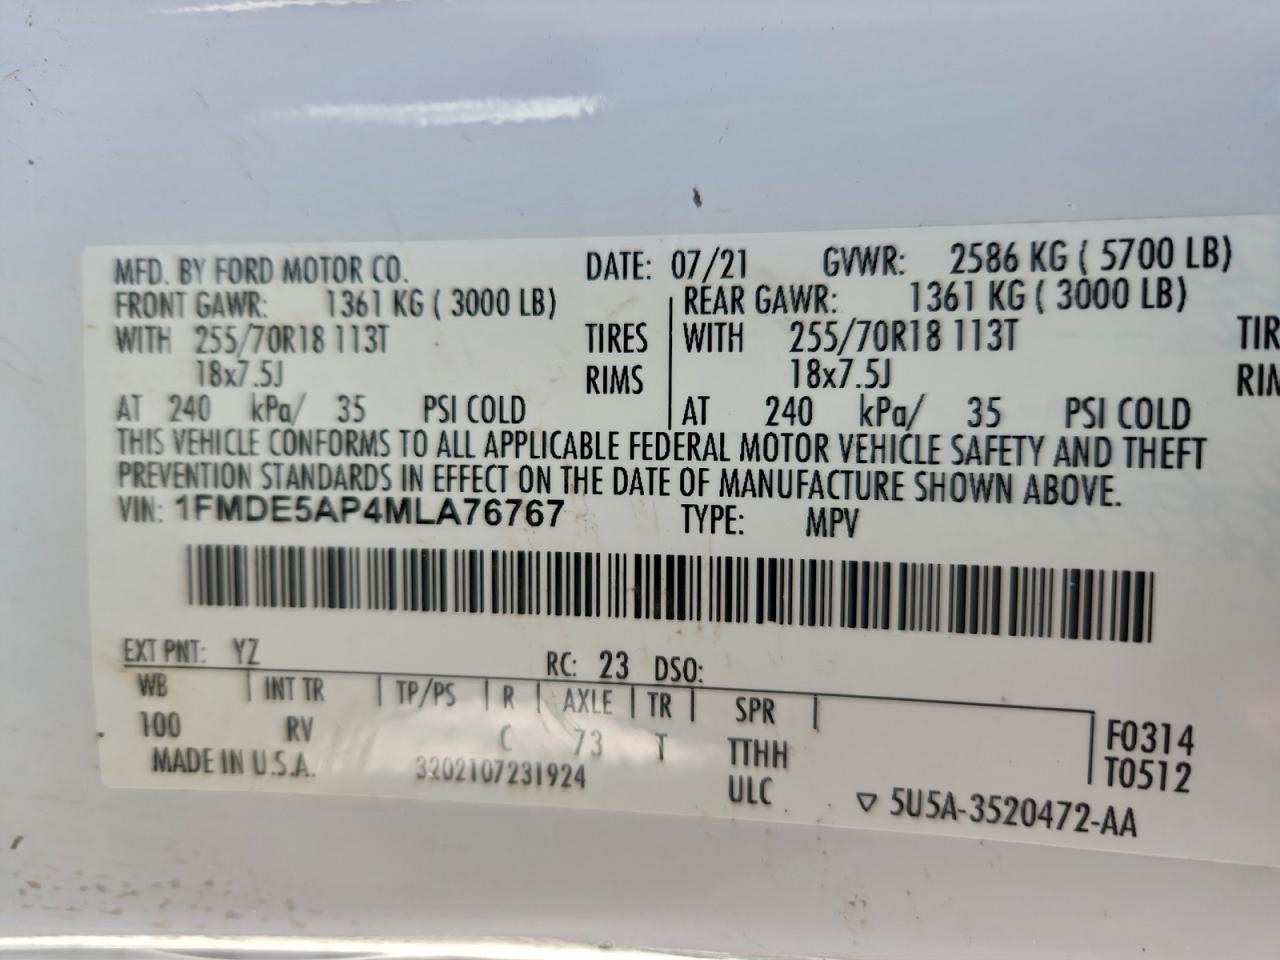 MFD. BY FORD MOTOR CO. DATE: 07/21 GVWR: 2586 KG ( 5700 LB)
FRONT GAWR: 1361 KG ( 3000 LB) REAR GAWR: 1361 KG ( 3000 LB)
WITH 255/70R18 113T TIRES WITH 255/70R18 113T TIR
18x7.5J RIMS 18x7.5J RIM
AT 240 kPa/ 35 PSI COLD AT 240 kPa/ 35 PSI COLD
THIS VEHICLE CONFORMS TO ALL APPLICABLE FEDERAL MOTOR VEHICLE SAFETY AND THEFT
PREVENTION STANDARDS IN EFFECT ON THE DATE OF MANUFACTURE SHOWN ABOVE.
VIN: 1FMDE5AP4MLA76767 TYPE: MPV
EXT PNT: YZ RC: 23 DSO:
WB INT TR TP/PS R AXLE TR SPR
100 RV C 73 T TTHH F0314
MADE IN U.S.A. 3202107231924 ULC T0512
▽ 5U5A-3520472-AA